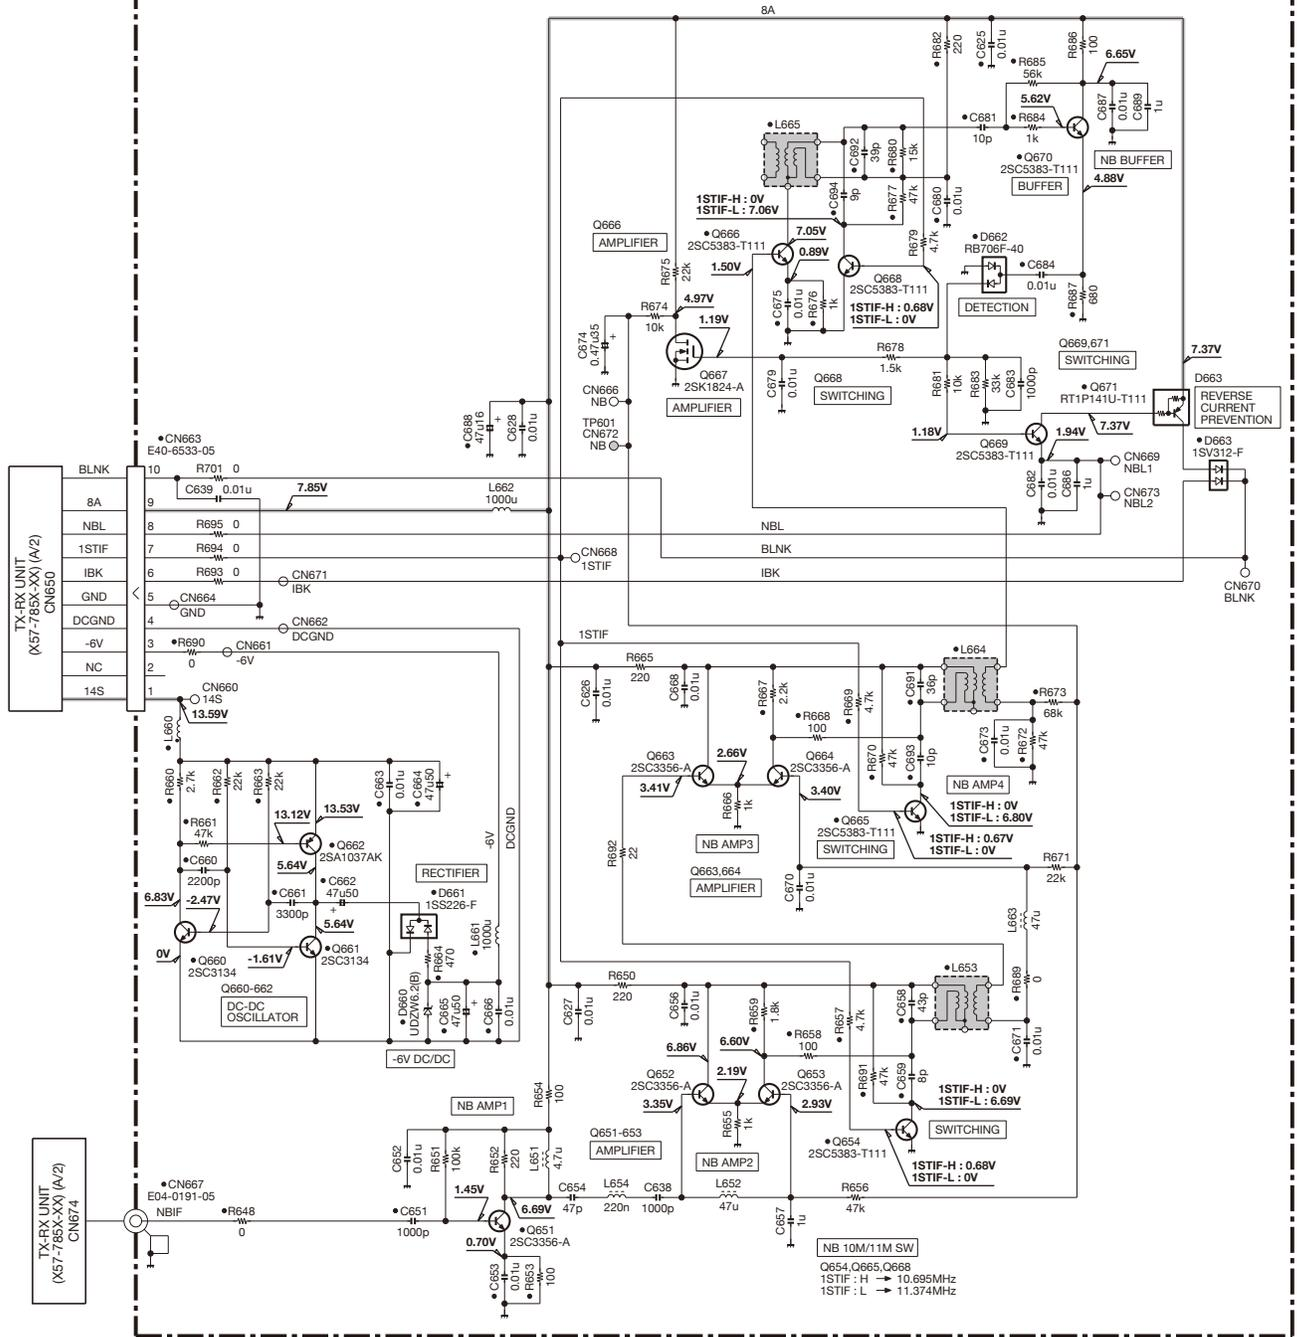 8A
R682
220
C625
0.01u
R686
100
R685
56k
6.65V
5.62V
C687
0.01u
C689
1u
L665
C692
39p
R680
15k
C681
10p
R684
1k
Q670
2SC5383-T111
BUFFER
NB BUFFER
4.88V
C694
9p
R677
47k
C680
0.01u
1STIF-H : 0V
1STIF-L : 7.06V
Q666
AMPLIFIER
Q666
2SC5383-T111
7.05V
0.89V
1.50V
R679
4.7k
D662
RB706F-40
C684
0.01u
DETECTION
R687
680
R675
22k
Q668
2SC5383-T111
1STIF-H : 0.68V
1STIF-L : 0V
C675
0.01u
R676
1k
R674
10k
4.97V
1.19V
C674
0.47u35
+
Q667
2SK1824-A
AMPLIFIER
R678
1.5k
C679
0.01u
Q668
SWITCHING
R681
10k
R683
33k
C683
1000p
Q669,671
SWITCHING
Q671
RT1P141U-T111
7.37V
D663
REVERSE
CURRENT
PREVENTION
7.37V
D663
1SV312-F
CN666
NB
TP601
CN672
NB
1.18V
Q669
2SC5383-T111
1.94V
C682
0.01u
C686
1u
CN669
NBL1
CN673
NBL2
C688
47u16
+
C628
0.01u
CN663
E40-6533-05
TX-RX UNIT
(X57-785X-XX) (A/2)
CN650
BLNK
10
R701 0
C639 0.01u
8A
9
7.85V
L662
1000u
NBL
8
R695 0
NBL
1STIF
7
R694 0
CN668
1STIF
BLNK
IBK
6
R693 0
CN671
IBK
IBK
CN670
BLNK
GND
5
CN664
GND
DCGND
4
CN662
DCGND
-6V
3
R690
0
CN661
-6V
NC
2
14S
1
CN660
14S
13.59V
1STIF
R665
220
C626
0.01u
C668
0.01u
R667
2.2k
R668
100
R669
4.7k
R670
47k
C691
36p
C693
10p
L664
R673
68k
C673
0.01u
R672
47k
NB AMP4
Q663
2SC3356-A
2.66V
Q664
2SC3356-A
3.41V
3.40V
R666
1k
NB AMP3
Q663,664
AMPLIFIER
R692
22
Q665
2SC5383-T111
SWITCHING
1STIF-H : 0V
1STIF-L : 6.80V
1STIF-H : 0.67V
1STIF-L : 0V
C670
0.01u
R671
22k
L663
47u
R689
0
C671
0.01u
L660
R660
2.7k
R662
22k
R663
22k
C663
0.01u
C664
47u50
+
R661
47k
13.12V
13.53V
Q662
2SA1037AK
C660
2200p
5.64V
C661
3300p
C662
47u50
+
RECTIFIER
D661
1SS226-F
6.83V
-2.47V
5.64V
Q660
2SC3134
0V
-1.61V
Q661
2SC3134
Q660-662
DC-DC
OSCILLATOR
R664
470
L661
1000u
-6V
DCGND
D660
UDZW6.2(B)
C665
47u50
+
C666
0.01u
-6V DC/DC
R650
220
C627
0.01u
C656
0.01u
R659
1.8k
R658
100
R657
4.7k
R691
47k
C658
43p
C659
8p
L653
6.86V
6.60V
Q652
2SC3356-A
2.19V
Q653
2SC3356-A
3.35V
2.93V
R655
1k
NB AMP2
Q651-653
AMPLIFIER
Q654
2SC5383-T111
SWITCHING
1STIF-H : 0V
1STIF-L : 6.69V
1STIF-H : 0.68V
1STIF-L : 0V
R654
100
NB AMP1
C652
0.01u
R651
100k
R652
220
L651
4.7u
1.45V
6.69V
C654
47p
L654
220n
C638
1000p
L652
47u
R656
47k
C657
1u
TX-RX UNIT
(X57-785X-XX) (A/2)
CN674
CN667
E04-0191-05
NBIF
R648
0
C651
1000p
Q651
2SC3356-A
0.70V
C653
0.01u
R653
100
NB 10M/11M SW
Q654,Q665,Q668
1STIF : H → 10.695MHz
1STIF : L → 11.374MHz